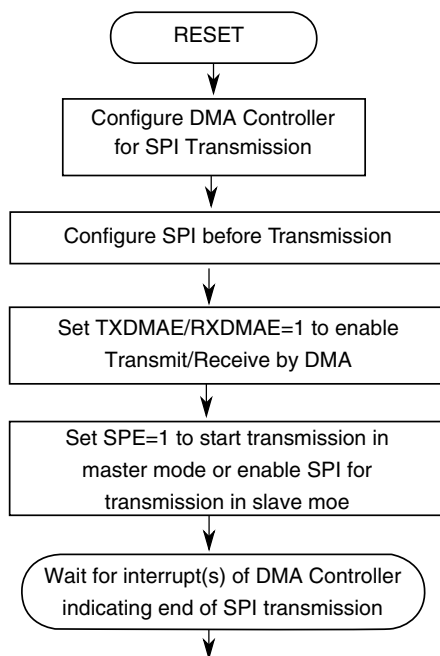 RESET
Configure DMA Controller
for SPI Transmission
Configure SPI before Transmission
Set TXDMAE/RXDMAE=1 to enable
Transmit/Receive by DMA
Set SPE=1 to start transmission in
master mode or enable SPI for
transmission in slave moe
Wait for interrupt(s) of DMA Controller
indicating end of SPI transmission